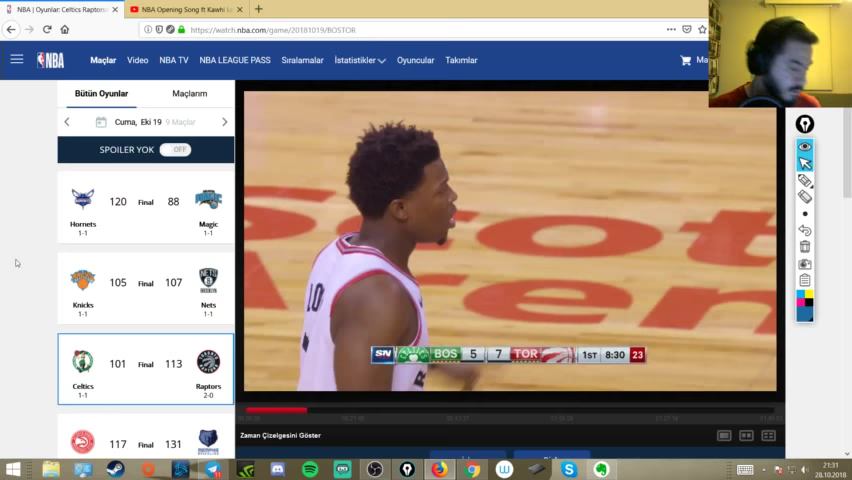 NBA | Oyunlar: Celtics Raptors
NBA Opening Song ft Kawhi
https://watch.nba.com/game/20181019/BOSTOR
NBA
Maçlar
Video
NBA TV
NBA LEAGUE PASS
Sıralamalar
İstatistikler
Oyuncular
Takımlar
Ma
Bütün Oyunlar
Maçlarım
Cuma, Eki 19
9 Maçlar
SPOILER YOK
OFF
120 Final 88
Hornets Magic
1-1 1-1
105 Final 107
Knicks Nets
1-1 1-1
101 Final 113
Celtics Raptors
1-1 2-0
117 Final 131
SN BOS 5 7 TOR 1ST 8:30 23
Zaman Çizelgesini Göster
21:31
28.10.2018